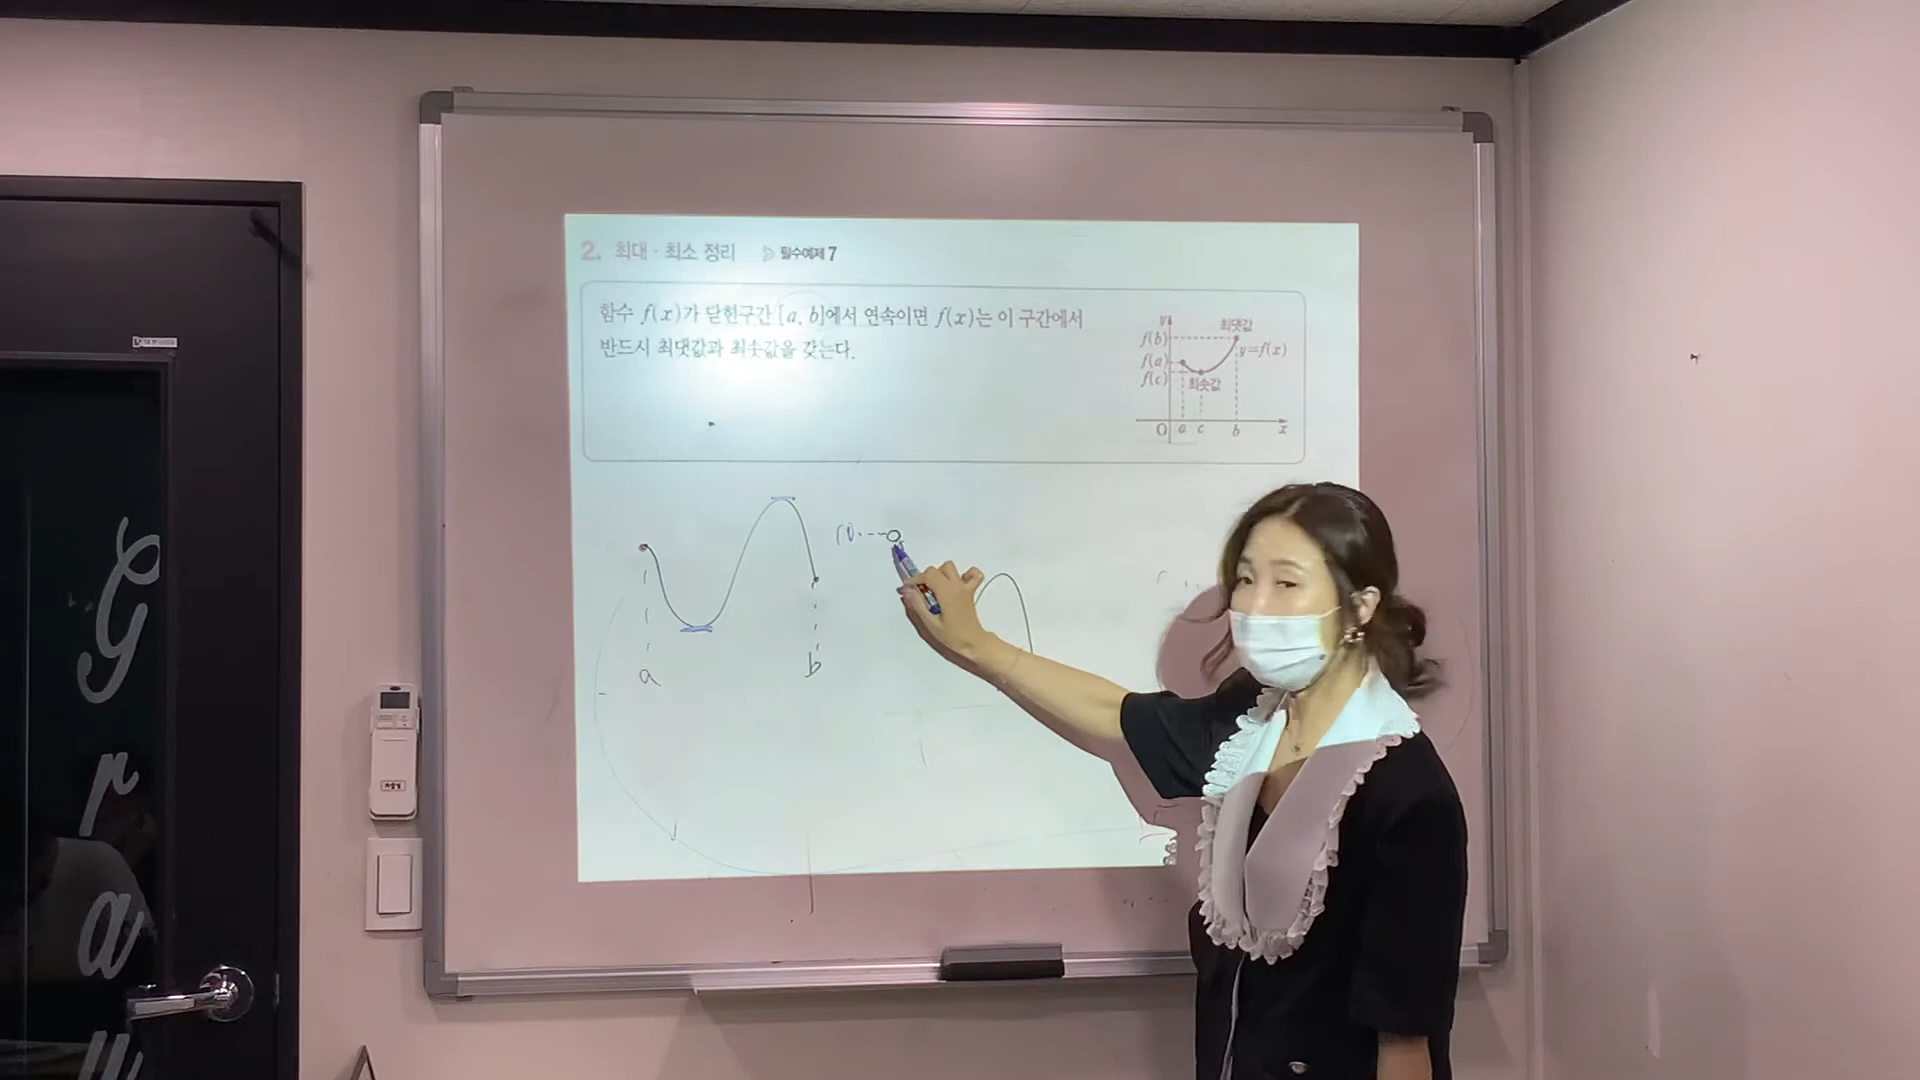 2. 최대·최소 정리 필수예제 7
함수 f(x)가 닫힌구간 [a, b]에서 연속이면 f(x)는 이 구간에서
반드시 최댓값과 최솟값을 갖는다.
y
최댓값
f(b)
y=f(x)
f(a)
f(c)
최솟값
O a c b x
10
a
b
Gray